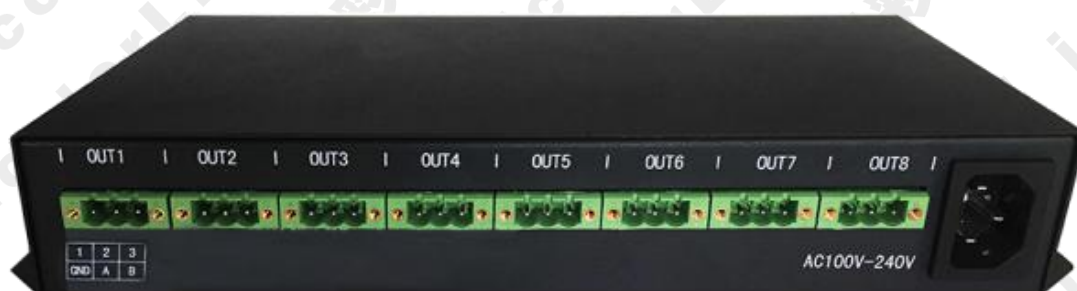 OUT1 OUT2 OUT3 OUT4 OUT5 OUT6 OUT7 OUT8
1 2 3
GND A B
AC100V-240V